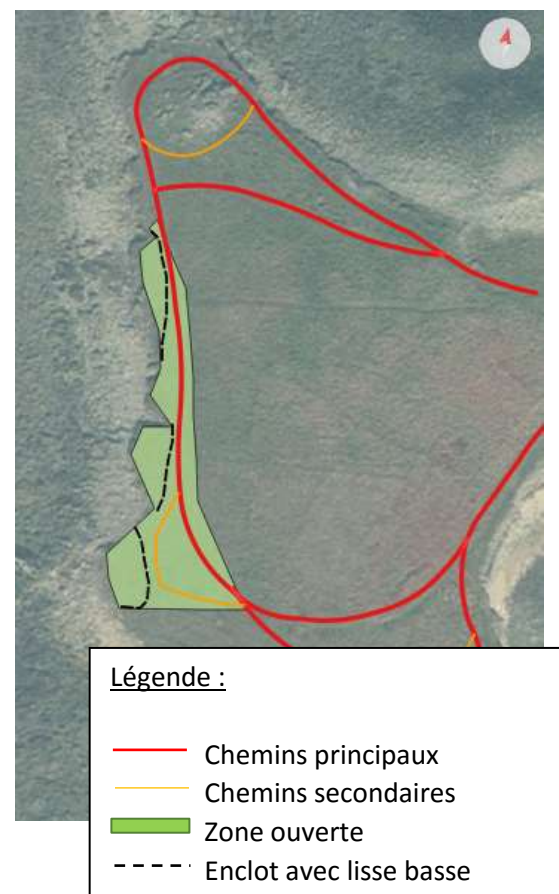 Légende :
Chemins principaux
Chemins secondaires
Zone ouverte
Enclot avec lisse basse